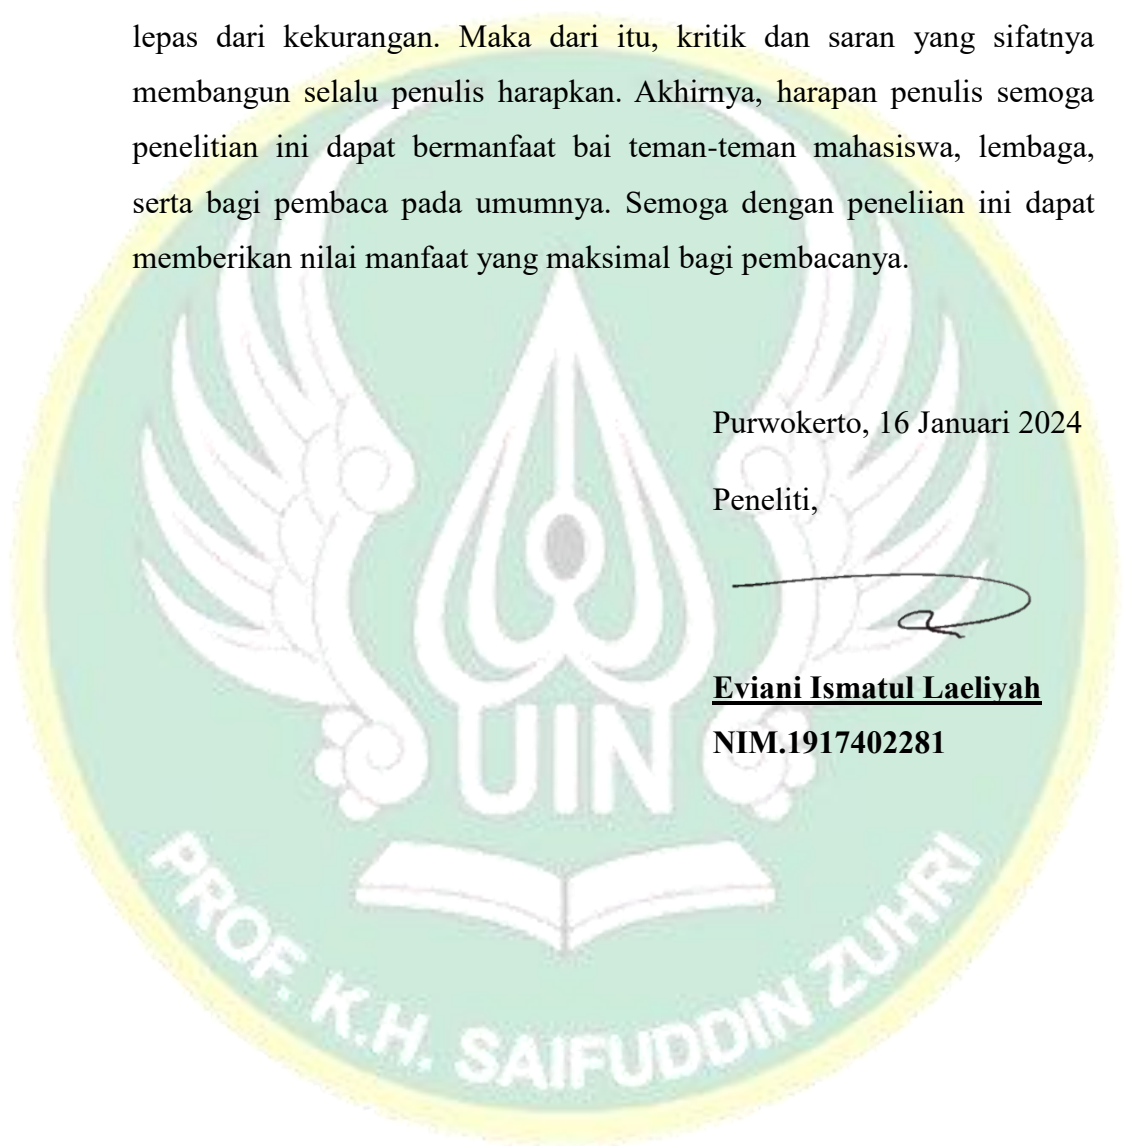 lepas dari kekurangan. Maka dari itu, kritik dan saran yang sifatnya
membangun selalu penulis harapkan. Akhirnya, harapan penulis semoga
penelitian ini dapat bermanfaat bai teman-teman mahasiswa, lembaga,
serta bagi pembaca pada umumnya. Semoga dengan peneliian ini dapat
memberikan nilai manfaat yang maksimal bagi pembacanya.
Purwokerto, 16 Januari 2024
Peneliti,
Eviani Ismatul Laeliyah
NIM.1917402281
UIN
PROF. K.H. SAIFUDDIN ZUHRI